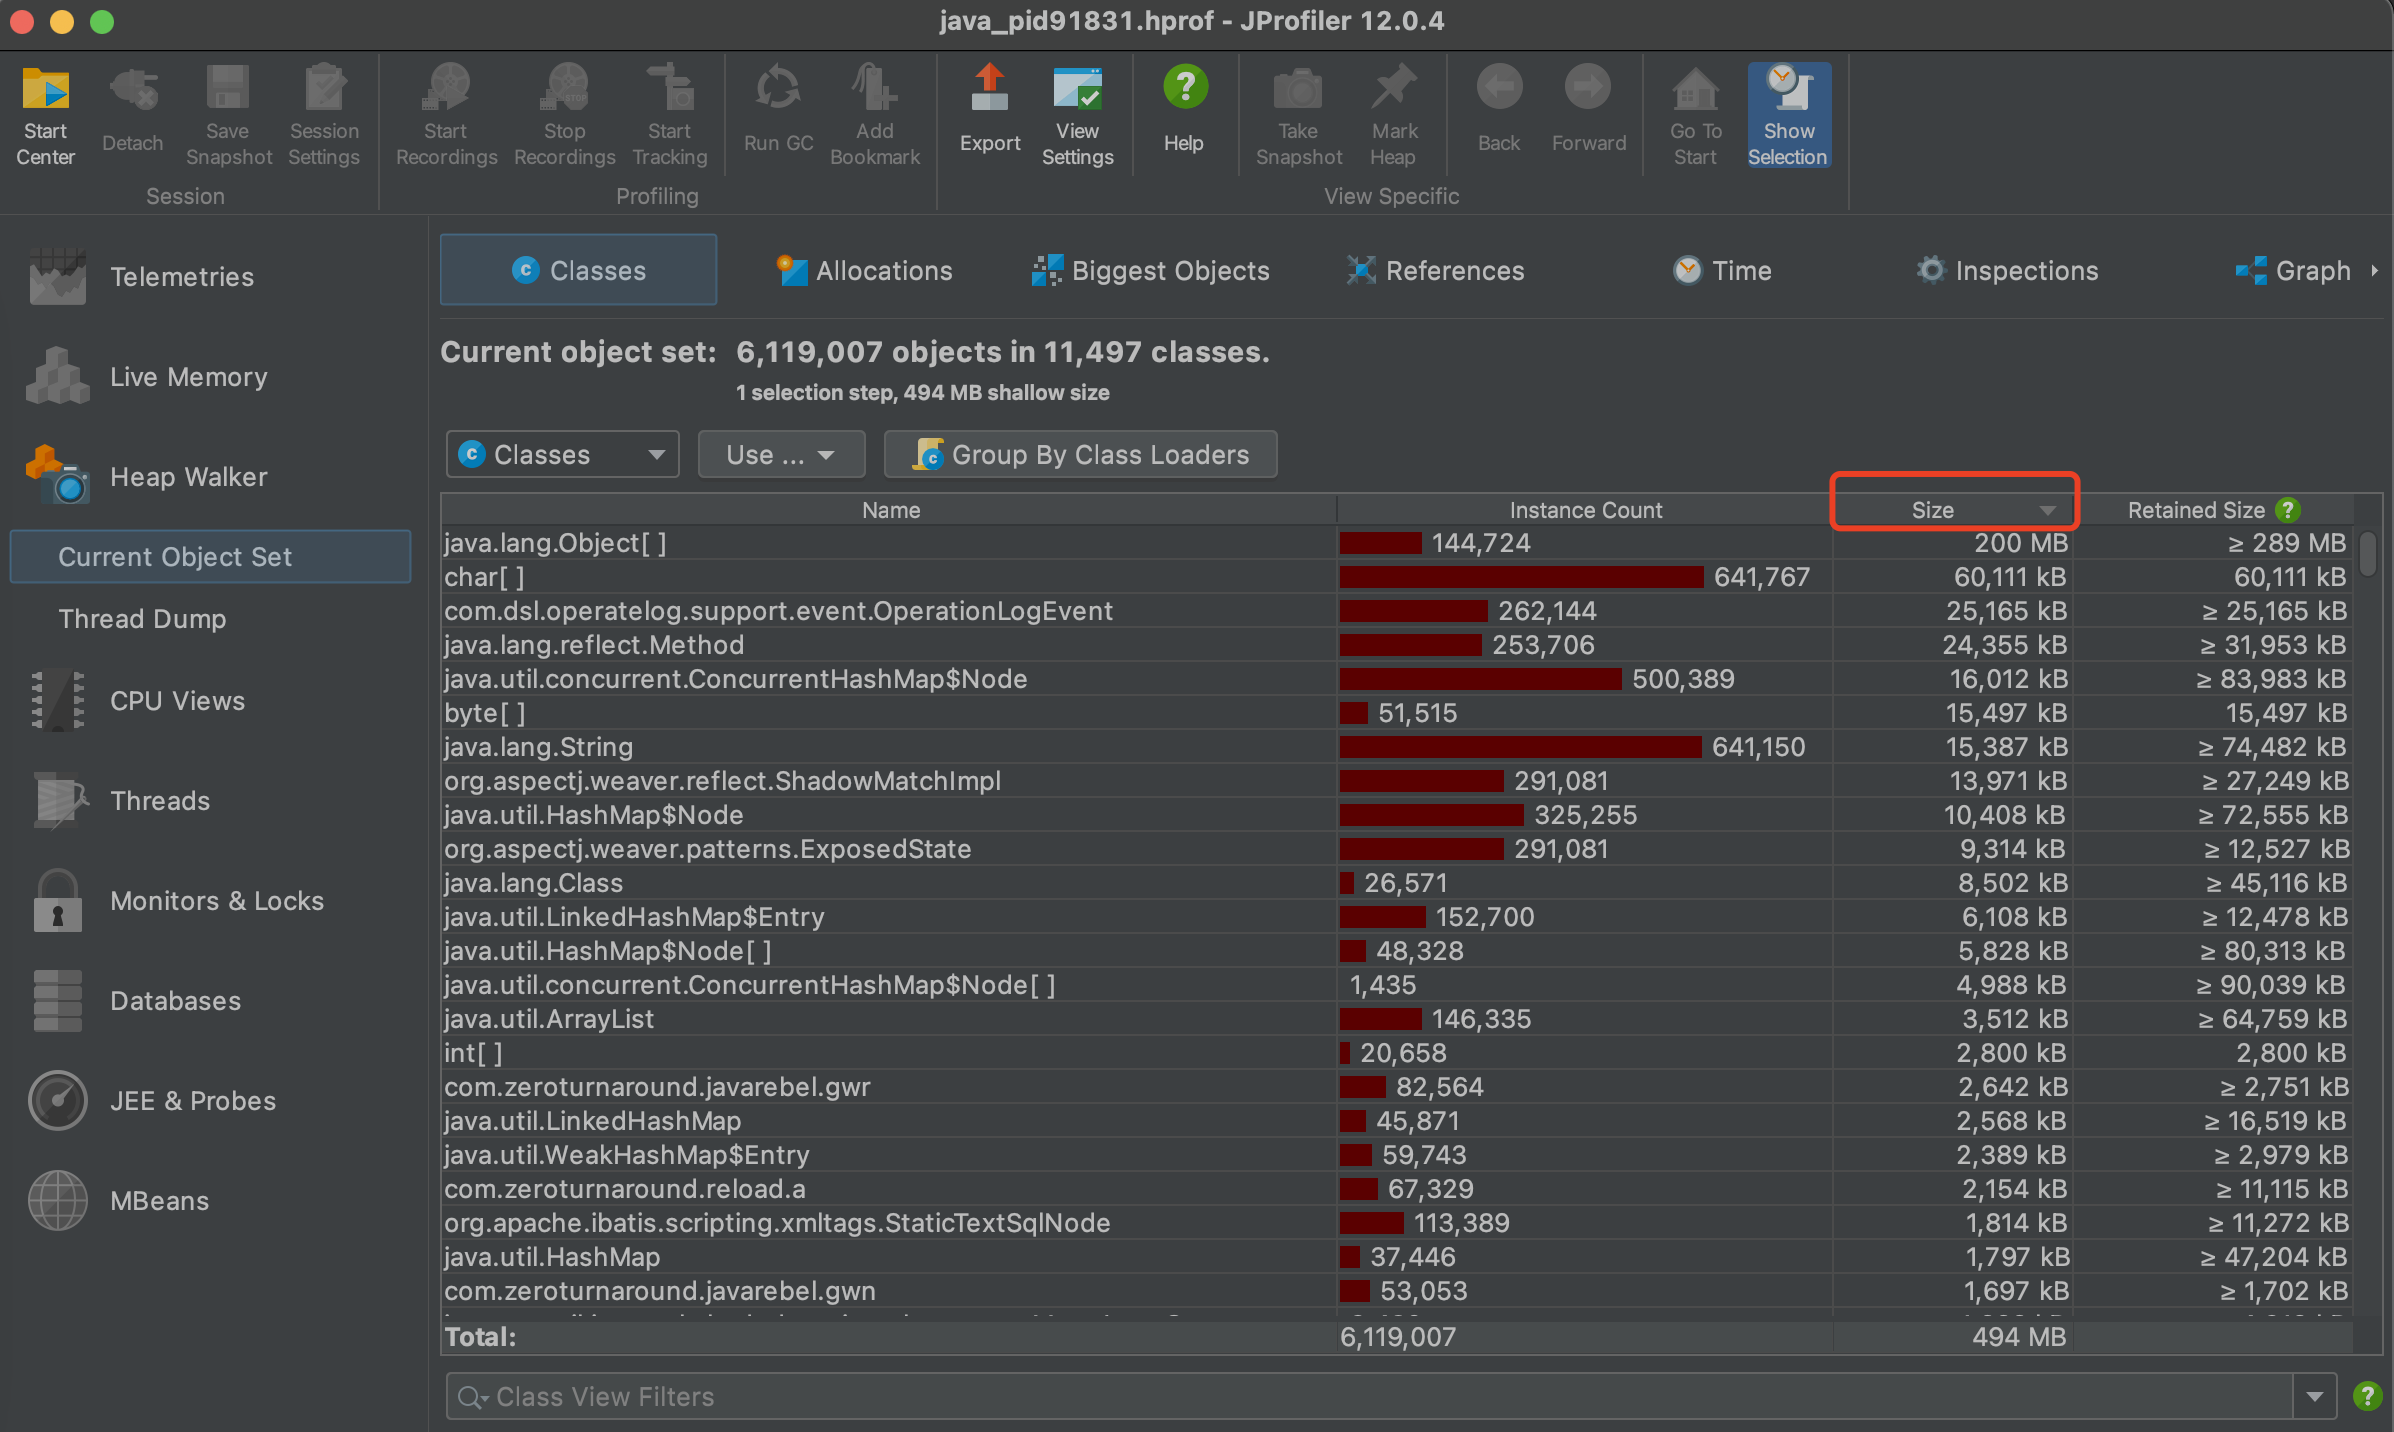 java_pid91831.hprof - JProfiler 12.0.4
Start Center
Detach
Save Snapshot
Session Settings
Start Recordings
Stop Recordings
Start Tracking
Run GC
Add Bookmark
Export
View Settings
Help
Take Snapshot
Mark Heap
Back
Forward
Go To Start
Show Selection
Session
Profiling
View Specific
Telemetries
Live Memory
Heap Walker
Current Object Set
Thread Dump
CPU Views
Threads
Monitors & Locks
Databases
JEE & Probes
MBeans
Classes
Allocations
Biggest Objects
References
Time
Inspections
Graph
Current object set: 6,119,007 objects in 11,497 classes.
1 selection step, 494 MB shallow size
Classes
Use ...
Group By Class Loaders
Name Instance Count Size Retained Size
java.lang.Object[ ] 144,724 200 MB ≥ 289 MB
char[ ] 641,767 60,111 kB 60,111 kB
com.dsl.operatelog.support.event.OperationLogEvent 262,144 25,165 kB ≥ 25,165 kB
java.lang.reflect.Method 253,706 24,355 kB ≥ 31,953 kB
java.util.concurrent.ConcurrentHashMap$Node 500,389 16,012 kB ≥ 83,983 kB
byte[ ] 51,515 15,497 kB 15,497 kB
java.lang.String 641,150 15,387 kB ≥ 74,482 kB
org.aspectj.weaver.reflect.ShadowMatchImpl 291,081 13,971 kB ≥ 27,249 kB
java.util.HashMap$Node 325,255 10,408 kB ≥ 72,555 kB
org.aspectj.weaver.patterns.ExposedState 291,081 9,314 kB ≥ 12,527 kB
java.lang.Class 26,571 8,502 kB ≥ 45,116 kB
java.util.LinkedHashMap$Entry 152,700 6,108 kB ≥ 12,478 kB
java.util.HashMap$Node[ ] 48,328 5,828 kB ≥ 80,313 kB
java.util.concurrent.ConcurrentHashMap$Node[ ] 1,435 4,988 kB ≥ 90,039 kB
java.util.ArrayList 146,335 3,512 kB ≥ 64,759 kB
int[ ] 20,658 2,800 kB 2,800 kB
com.zeroturnaround.javarebel.gwr 82,564 2,642 kB ≥ 2,751 kB
java.util.LinkedHashMap 45,871 2,568 kB ≥ 16,519 kB
java.util.WeakHashMap$Entry 59,743 2,389 kB ≥ 2,979 kB
com.zeroturnaround.reload.a 67,329 2,154 kB ≥ 11,115 kB
org.apache.ibatis.scripting.xmltags.StaticTextSqlNode 113,389 1,814 kB ≥ 11,272 kB
java.util.HashMap 37,446 1,797 kB ≥ 47,204 kB
com.zeroturnaround.javarebel.gwn 53,053 1,697 kB ≥ 1,702 kB
Total: 6,119,007 494 MB
Class View Filters